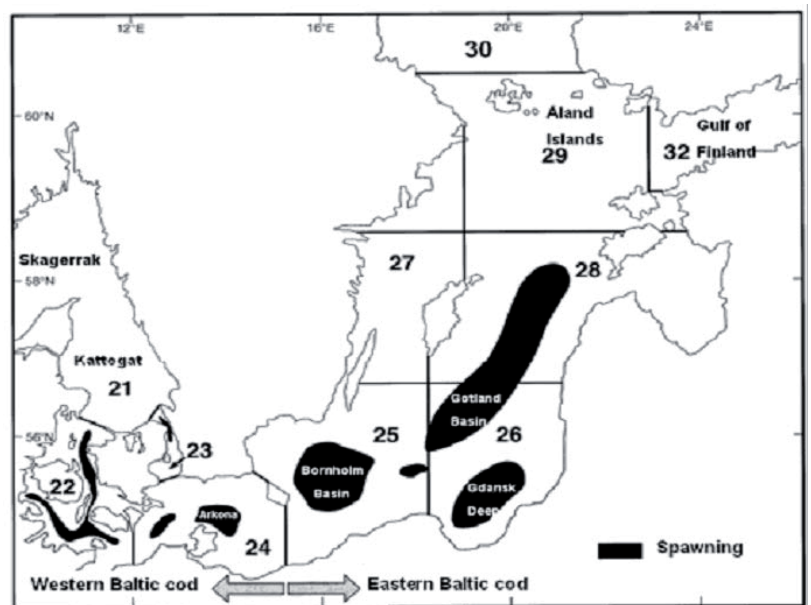 12°E
16°E
20°E
24°E
30
60°N
Åland
Islands
29
Gulf of
32 Finland
Skagerrak
27
28
58°N
Kattogat
21
Gotland
Basin
56°N
23
25
26
22
Bornholm
Basin
Gdansk
Deep
Arkona
24
Spawning
Western Baltic cod
Eastern Baltic cod